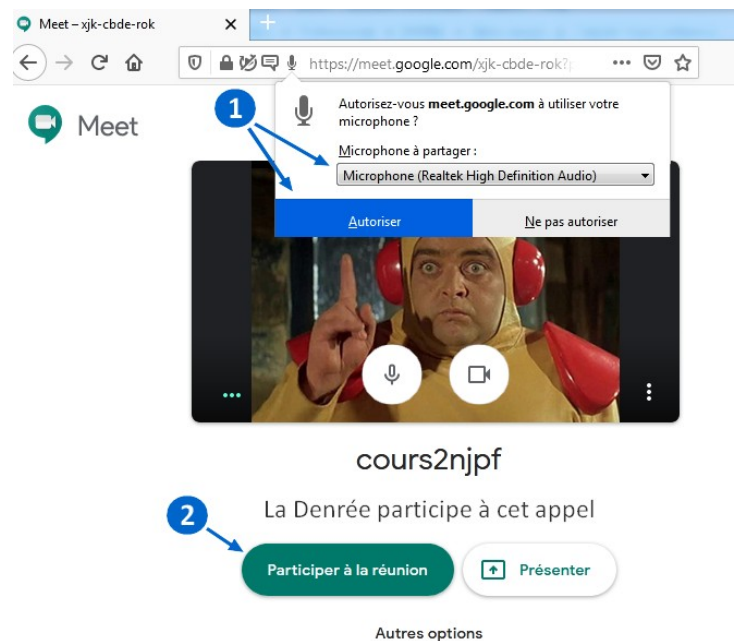 Meet – xjk-cbde-rok
https://meet.google.com/xjk-cbde-rok?
1
Autorisez-vous meet.google.com à utiliser votre
microphone ?
Meet
Microphone à partager :
Microphone (Realtek High Definition Audio)
Autoriser
Ne pas autoriser
cours2njpf
La Denrée participe à cet appel
2
Participer à la réunion
Présenter
Autres options